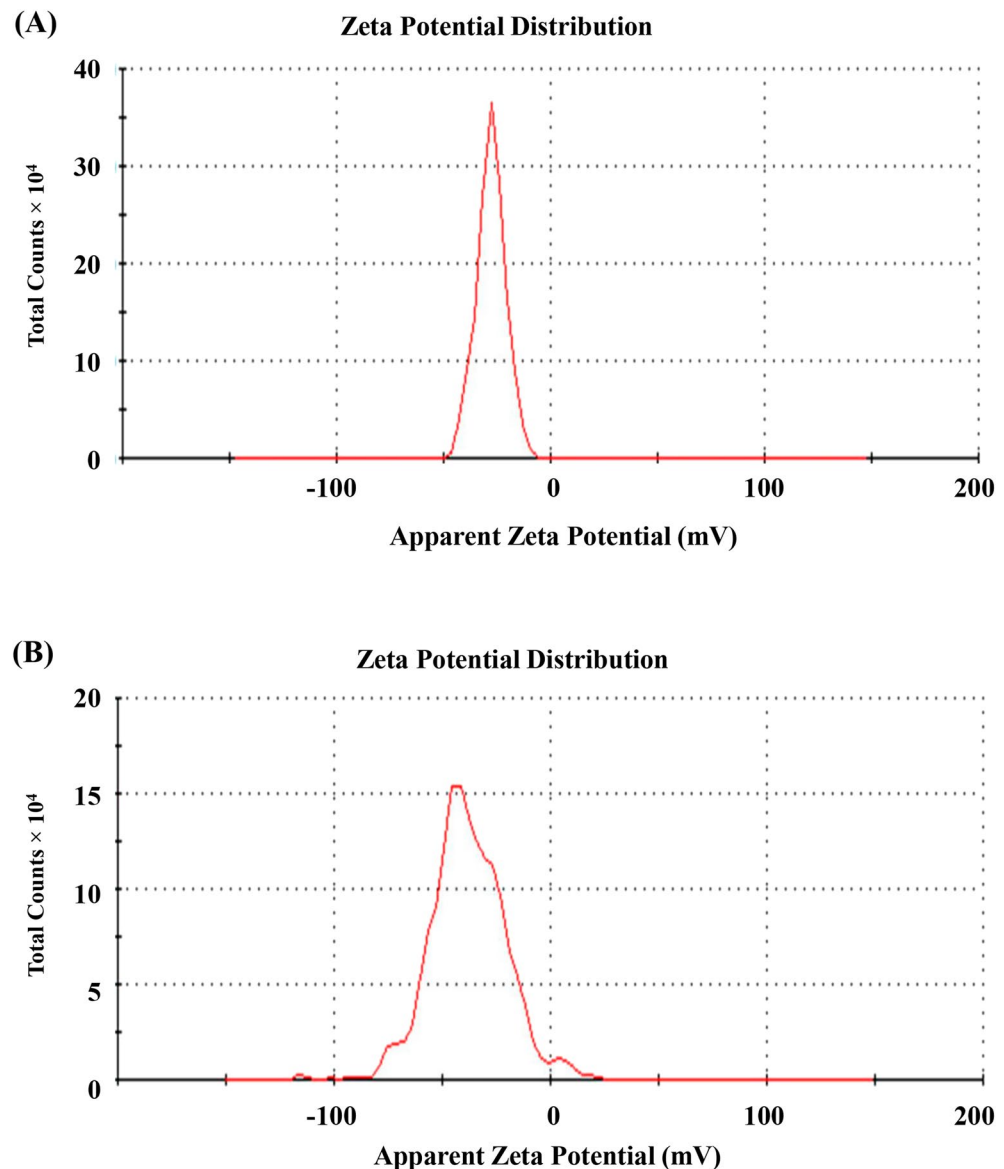 (A)
Zeta Potential Distribution
40
30
20
10
0
Total Counts × 10⁴
-100 0 100 200
Apparent Zeta Potential (mV)
(B)
Zeta Potential Distribution
20
15
10
5
0
Total Counts × 10⁴
-100 0 100 200
Apparent Zeta Potential (mV)